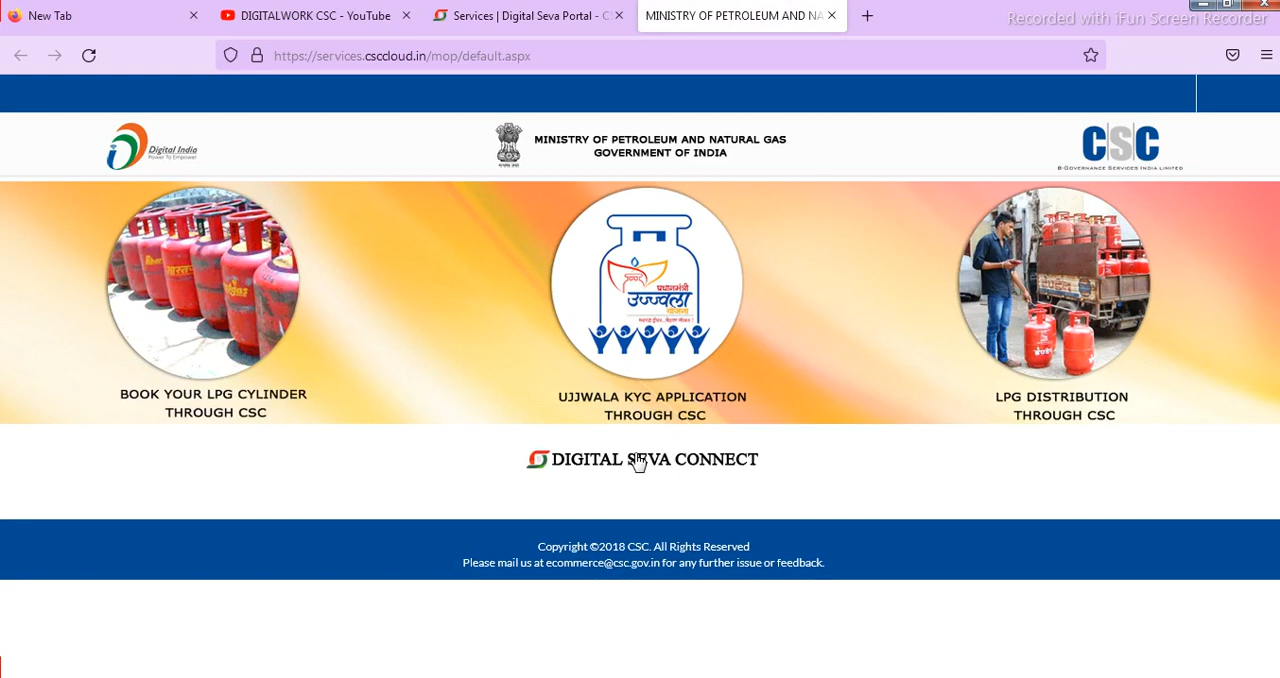 New Tab
DIGITALWORK CSC - YouTube
Services | Digital Seva Portal - CS
MINISTRY OF PETROLEUM AND NA
Recorded with iFun Screen Recorder
https://services.csccloud.in/mop/default.aspx
Digital India
Power To Empower
MINISTRY OF PETROLEUM AND NATURAL GAS
GOVERNMENT OF INDIA
CSC
E-GOVERNANCE SERVICES INDIA LIMITED
प्रधानमंत्री
उज्ज्वला
योजना
BOOK YOUR LPG CYLINDER
THROUGH CSC
UJJWALA KYC APPLICATION
THROUGH CSC
LPG DISTRIBUTION
THROUGH CSC
DIGITAL SEVA CONNECT
Copyright ©2018 CSC. All Rights Reserved
Please mail us at ecommerce@csc.gov.in for any further issue or feedback.